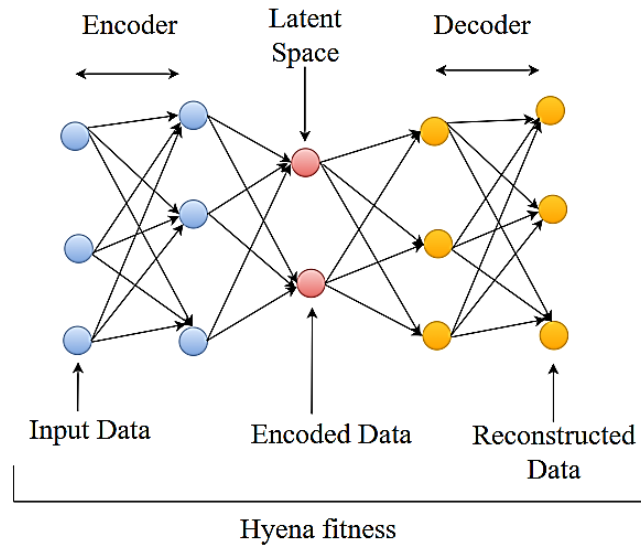 Encoder
Latent
Space
Decoder
Input Data
Encoded Data
Reconstructed
Data
Hyena fitness